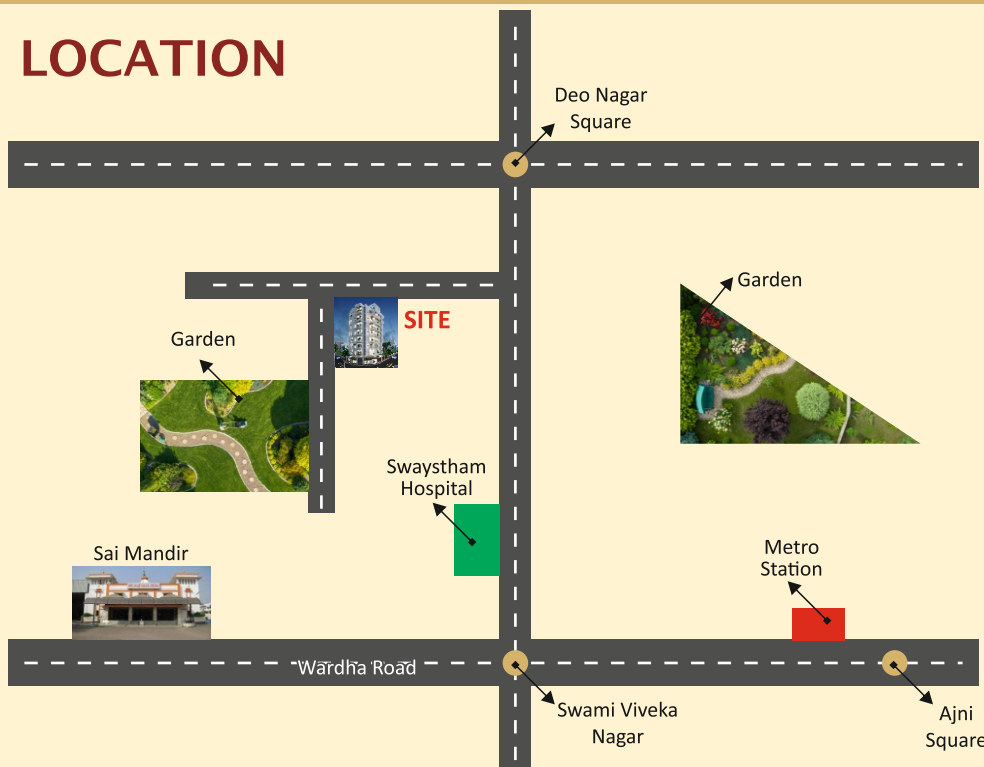 LOCATION
Deo Nagar
Square
Garden
SITE
Garden
Swaystham
Hospital
Sai Mandir
Metro
Station
Wardha Road
Swami Viveka
Nagar
Ajni
Square